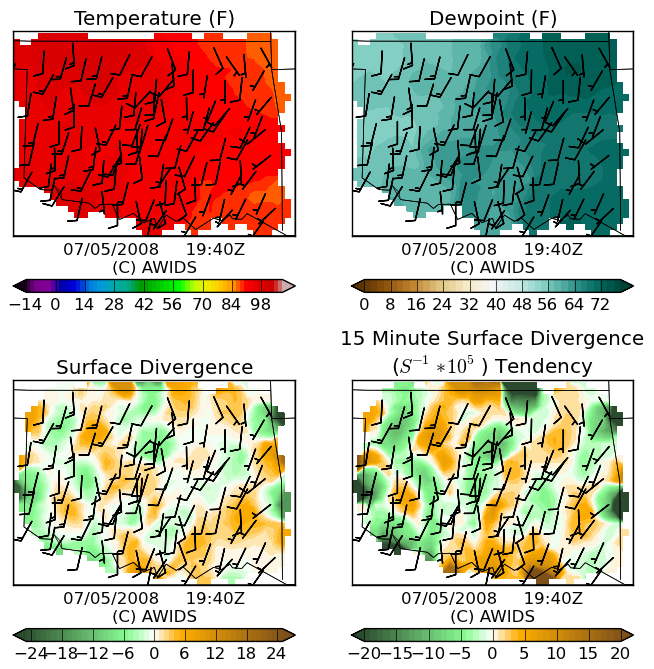 Temperature (F)
07/05/2008 19:40Z
(C) AWIDS
−14 0 14 28 42 56 70 84 98
Dewpoint (F)
07/05/2008 19:40Z
(C) AWIDS
0 8 16 24 32 40 48 56 64 72
Surface Divergence
07/05/2008 19:40Z
(C) AWIDS
−24 −18 −12 −6 0 6 12 18 24
15 Minute Surface Divergence
(S⁻¹ *10⁵ ) Tendency
07/05/2008 19:40Z
(C) AWIDS
−20 −15 −10 −5 0 5 10 15 20